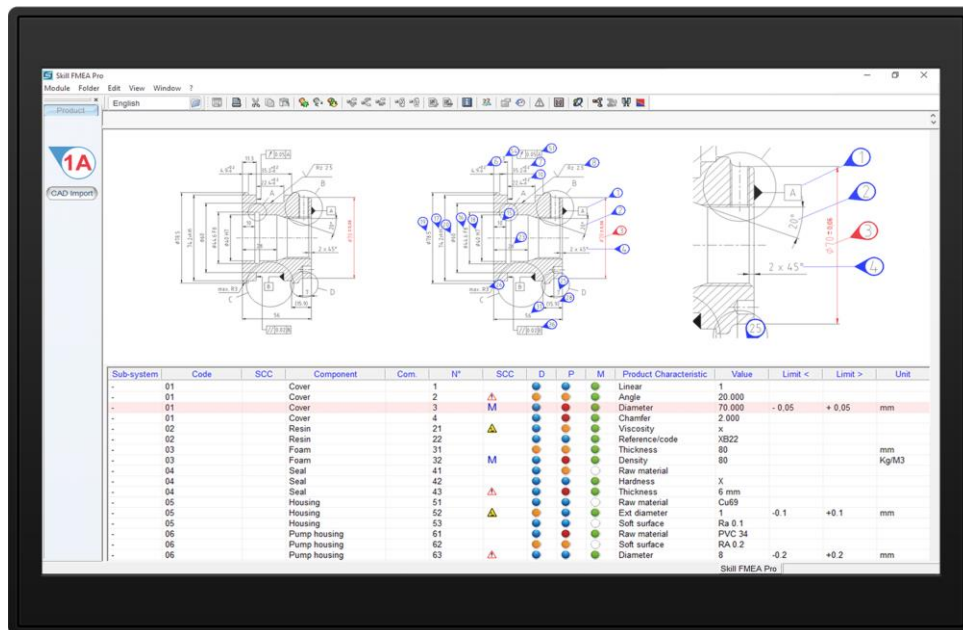 Skill FMEA Pro
Module Folder Edit View Window ?
Product
English
1A
CAD Import
A
B
C
D
2 x 45°
56
1
2
3
4
A
20°
2 x 45°
25
Sub-system Code SCC Component Com. N° SCC D P M Product Characteristic Value Limit < Limit > Unit
- 01 Cover 1 Linear 1
- 01 Cover 2 Angle 20.000
- 01 Cover 3 M Diameter 70.000 - 0,05 + 0,05 mm
- 01 Cover 4 Chamfer 2.000
- 02 Resin 21 Viscosity x
- 02 Resin 22 Reference/code XB22
- 03 Foam 31 Thickness 80 mm
- 03 Foam 32 M Density 80 Kg/M3
- 04 Seal 41 Raw material
- 04 Seal 42 Hardness X
- 04 Seal 43 Thickness 6 mm
- 05 Housing 51 Raw material Cu69
- 05 Housing 52 Ext diameter 1 -0.1 +0.1 mm
- 05 Housing 53 Soft surface Ra 0.1
- 06 Pump housing 61 Raw material PVC 34
- 06 Pump housing 62 Soft surface RA 0.2
- 06 Pump housing 63 Diameter 8 -0.2 +0.2 mm
Skill FMEA Pro